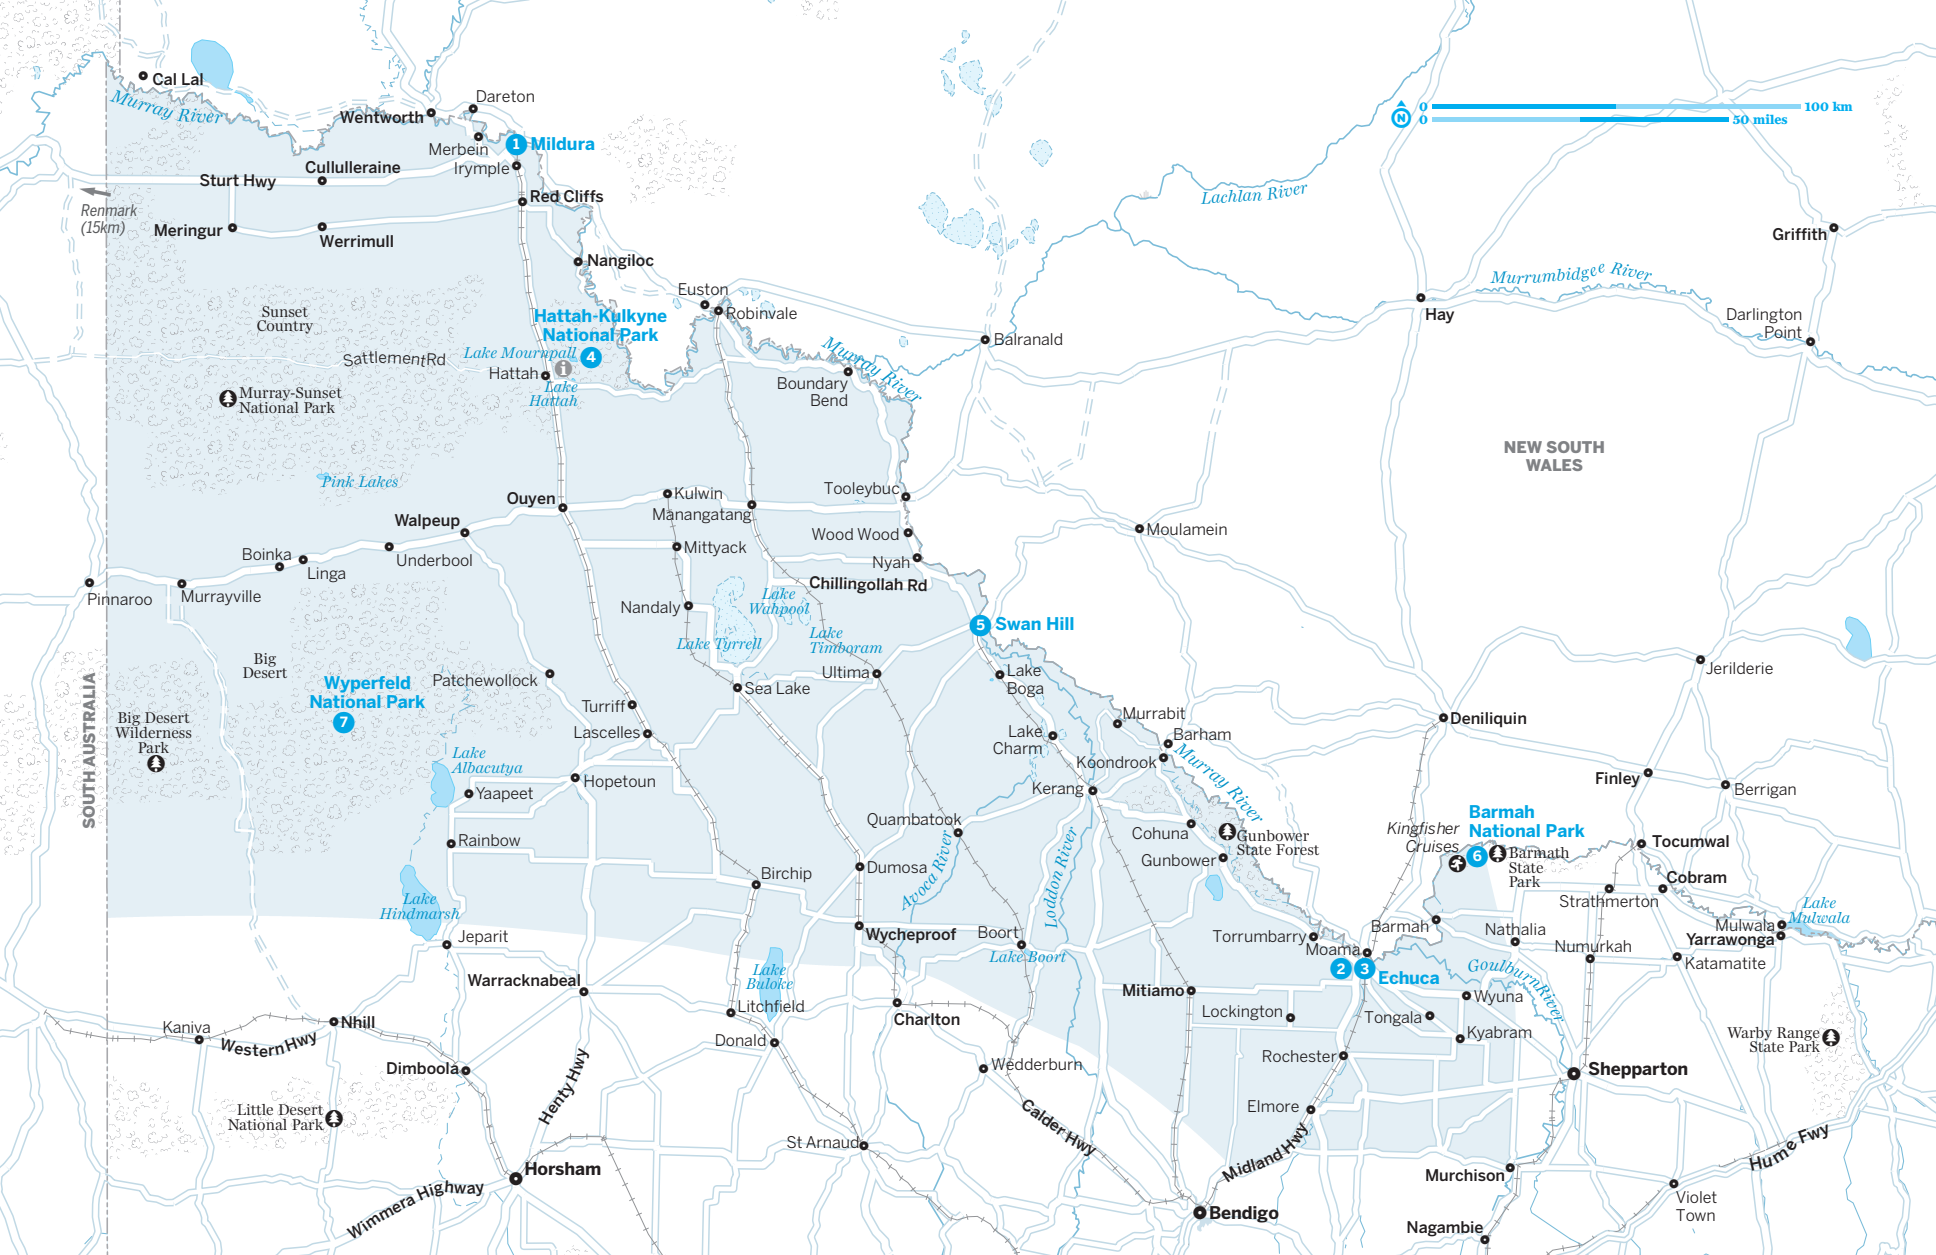 Cal Lal
Murray River
Dareton
Wentworth
Merbein
1 Mildura
Irymple
Cullulleraine
Sturt Hwy
Red Cliffs
Renmark
(15km)
Meringur
Werrimull
Nangiloc
0
100 km
N
0
50 miles
Lachlan River
Griffith
Murrumbidgee River
Hay
Darlington
Point
Euston
Robinvale
Sunset
Country
Hattah-Kulkyne
National Park
4
Lake Mournpall
i
Sattlement Rd
Hattah
Lake
Hattah
Murray River
Balranald
Boundary
Bend
Murray-Sunset
National Park
NEW SOUTH
WALES
Pink Lakes
Ouyen
Kulwin
Manangatang
Tooleybuc
Walpeup
Wood Wood
Moulamein
Boinka
Linga
Underbool
Mittyack
Nyah
Chillingollah Rd
Pinnaroo
Murrayville
Nandaly
Lake
Wahpool
Lake Tyrrell
Lake
Timboram
5 Swan Hill
Big
Desert
Patchewollock
Ultima
Sea Lake
Lake
Boga
Jerilderie
SOUTH AUSTRALIA
Wyperfeld
National Park
7
Big Desert
Wilderness
Park
Turriff
Lascelles
Murrabit
Deniliquin
Lake
Charm
Barham
Koondrook
Murray River
Lake
Albacutya
Hopetoun
Yaapeet
Kerang
Finley
Berrigan
Quambatook
Cohuna
Gunbower
State Forest
Gunbower
Barmah
National Park
6
Kingfisher
Cruises
Barmath
State
Park
Tocumwal
Rainbow
Birchip
Dumosa
Avoca River
Loddon River
Cobram
Strathmerton
Lake
Hindmarsh
Lake
Mulwala
Mulwala
Yarrawonga
Jeparit
Wycheproof
Boort
Lake Boort
Torrumbarry
Barmah
Moama
Nathalia
Numurkah
Katamatite
2 3 Echuca
Goulburn River
Warracknabeal
Lake
Buloke
Litchfield
Mitiamo
Wyuna
Lockington
Tongala
Kyabram
Charlton
Kaniva
Nhill
Western Hwy
Donald
Rochester
Warby Range
State Park
Dimboola
Henty Hwy
Wedderburn
Shepparton
Little Desert
National Park
Calder Hwy
Elmore
St Arnaud
Midland Hwy
Hume Fwy
Horsham
Murchison
Wimmera Highway
Violet
Town
Bendigo
Nagambie